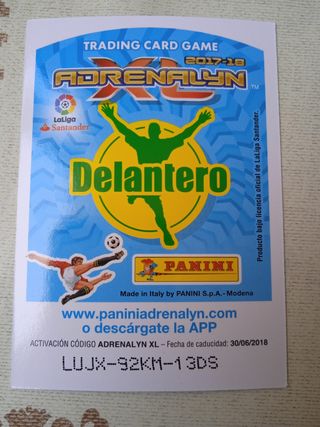 TRADING CARD GAME
2017-18
ADRENALYN
XL TM
LaLiga
Santander
Delantero
Producto bajo licencia oficial de LaLiga Santander.
PANINI
Made in Italy by PANINI S.p.A. - Modena
www.paniniadrenalyn.com
o descárgate la APP
ACTIVACIÓN CÓDIGO ADRENALYN XL – Fecha de caducidad: 30/06/2018
LUJX-92KM-13DS